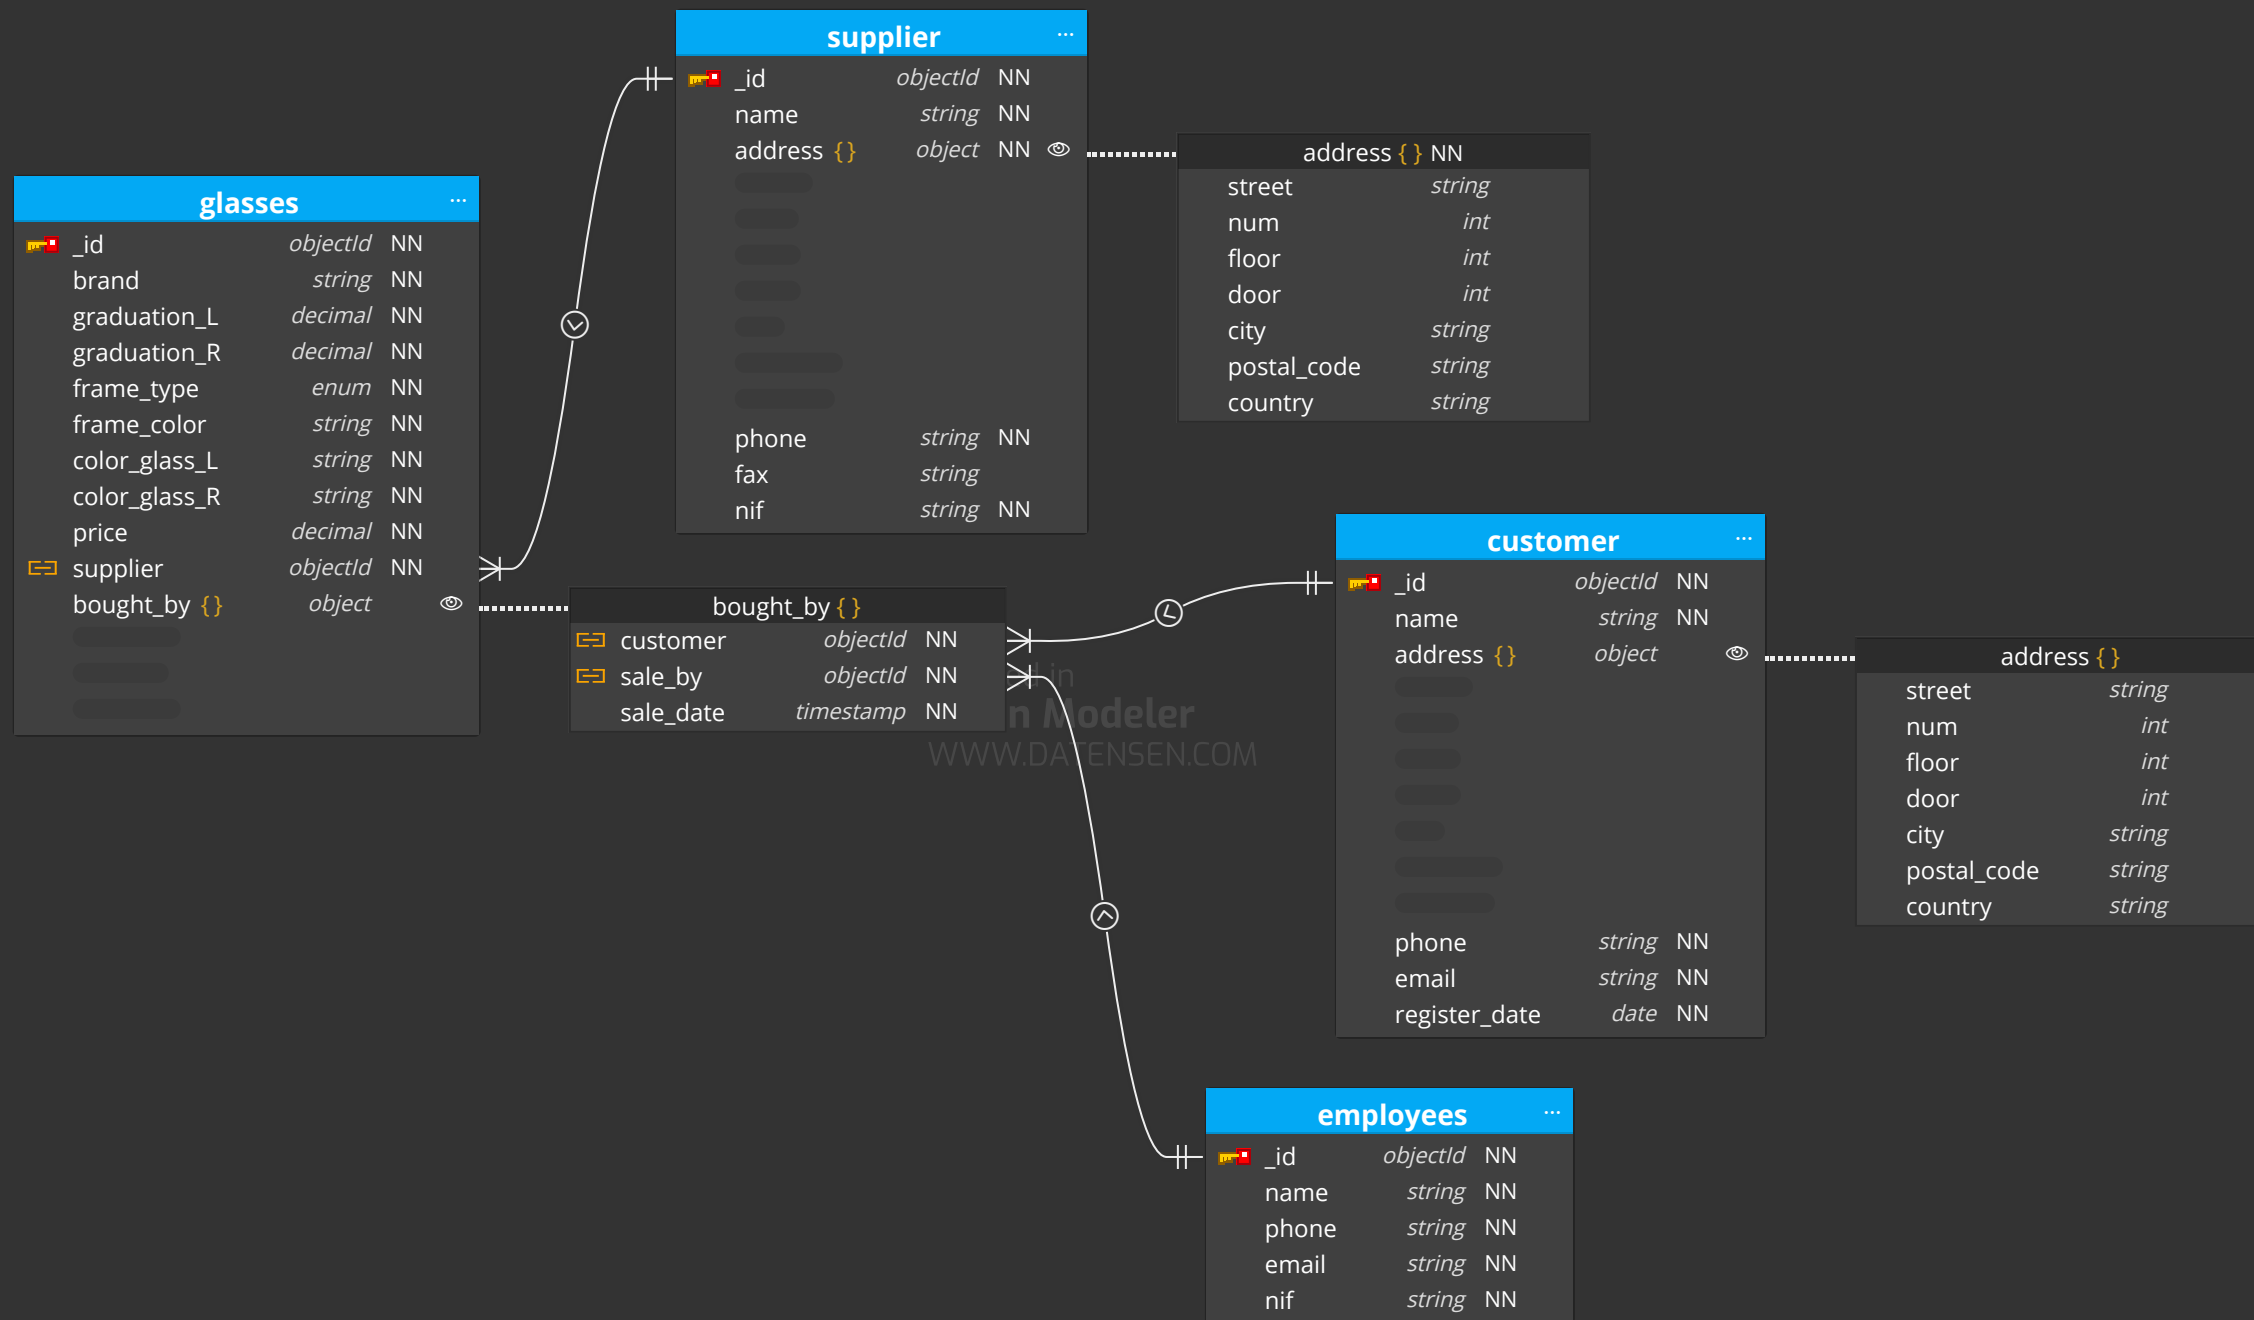 supplier ...
_id objectId NN
name string NN
address { } object NN
phone string NN
fax string
nif string NN
address { } NN
street string
num int
floor int
door int
city string
postal_code string
country string
glasses ...
_id objectId NN
brand string NN
graduation_L decimal NN
graduation_R decimal NN
frame_type enum NN
frame_color string NN
color_glass_L string NN
color_glass_R string NN
price decimal NN
supplier objectId NN
bought_by { } object
bought_by { }
customer objectId NN
sale_by objectId NN
sale_date timestamp NN
in
n Modeler
WWW.DATENSEN.COM
customer ...
_id objectId NN
name string NN
address { } object
phone string NN
email string NN
register_date date NN
address { }
street string
num int
floor int
door int
city string
postal_code string
country string
employees ...
_id objectId NN
name string NN
phone string NN
email string NN
nif string NN